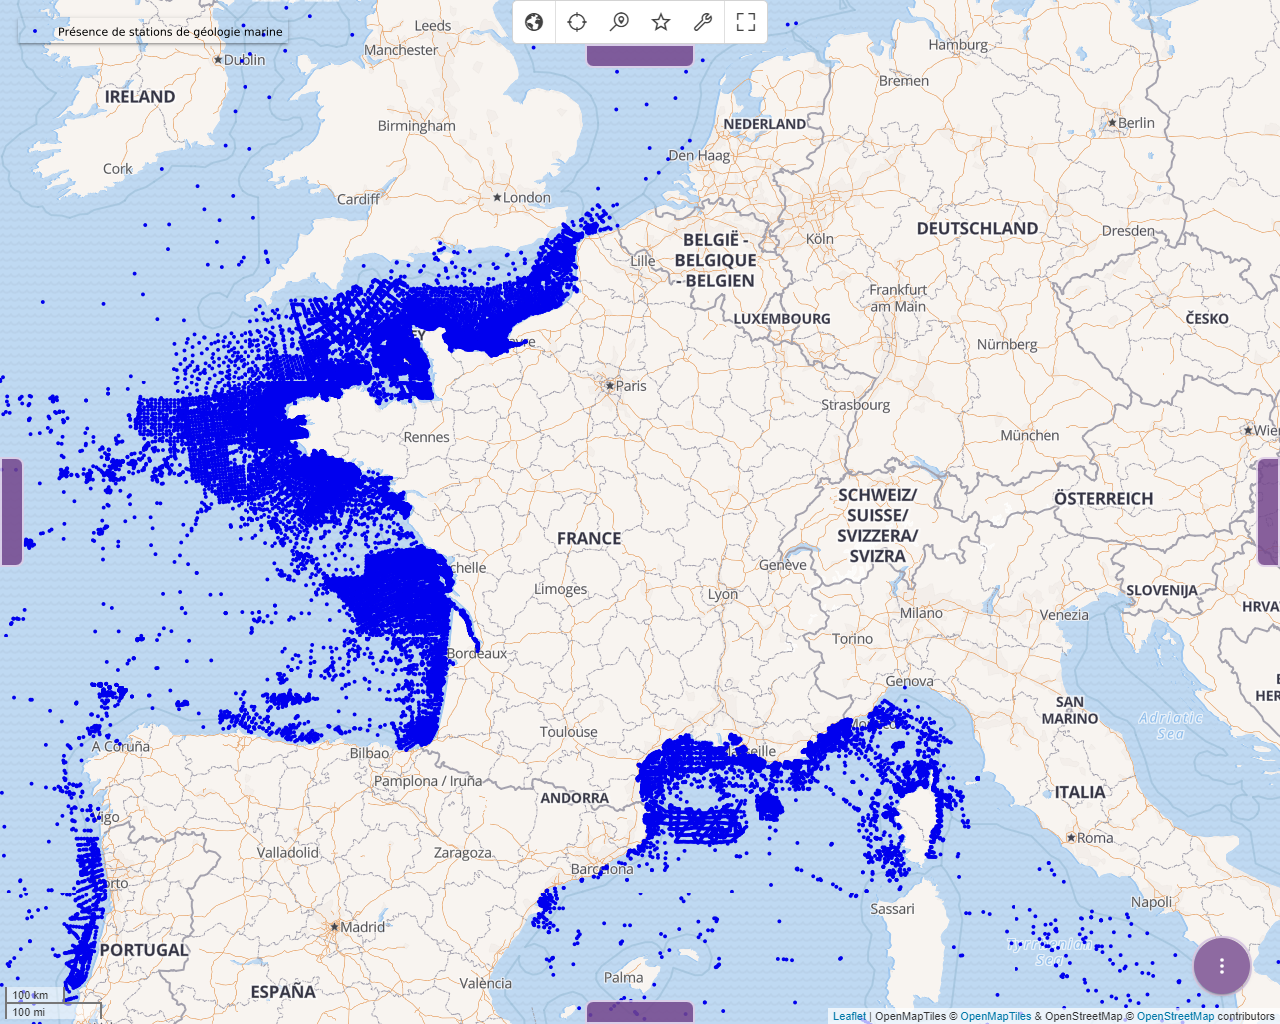 Leeds
Présence de stations de géologie marine
Manchester
Hamburg
Dublin
Bremen
IRELAND
Birmingham
NEDERLAND
Berlin
Den Haag
Cork
Cardiff
London
DEUTSCHLAND
Dresden
BELGIË -
BELGIQUE
- BELGIEN
Köln
Lille
Frankfurt
am Main
LUXEMBOURG
ČESKO
Nürnberg
Paris
Strasbourg
Rennes
München
Wien
SCHWEIZ/
SUISSE/
SVIZZERA/
SVIZRA
ÖSTERREICH
FRANCE
Genève
Limoges
Lyon
SLOVENIJA
Milano
Venezia
Torino
Bordeaux
Genova
SAN
MARINO
Adriatic
Sea
Toulouse
A Coruña
Bilbao
Pamplona / Iruña
ANDORRA
ITALIA
Roma
Valladolid
Zaragoza
Barcelona
Napoli
Sassari
Madrid
PORTUGAL
Tyrrhenian
Sea
Palma
València
ESPAÑA
100 km
100 mi
Leaflet | OpenMapTiles © OpenMapTiles & OpenStreetMap,© OpenStreetMap contributors